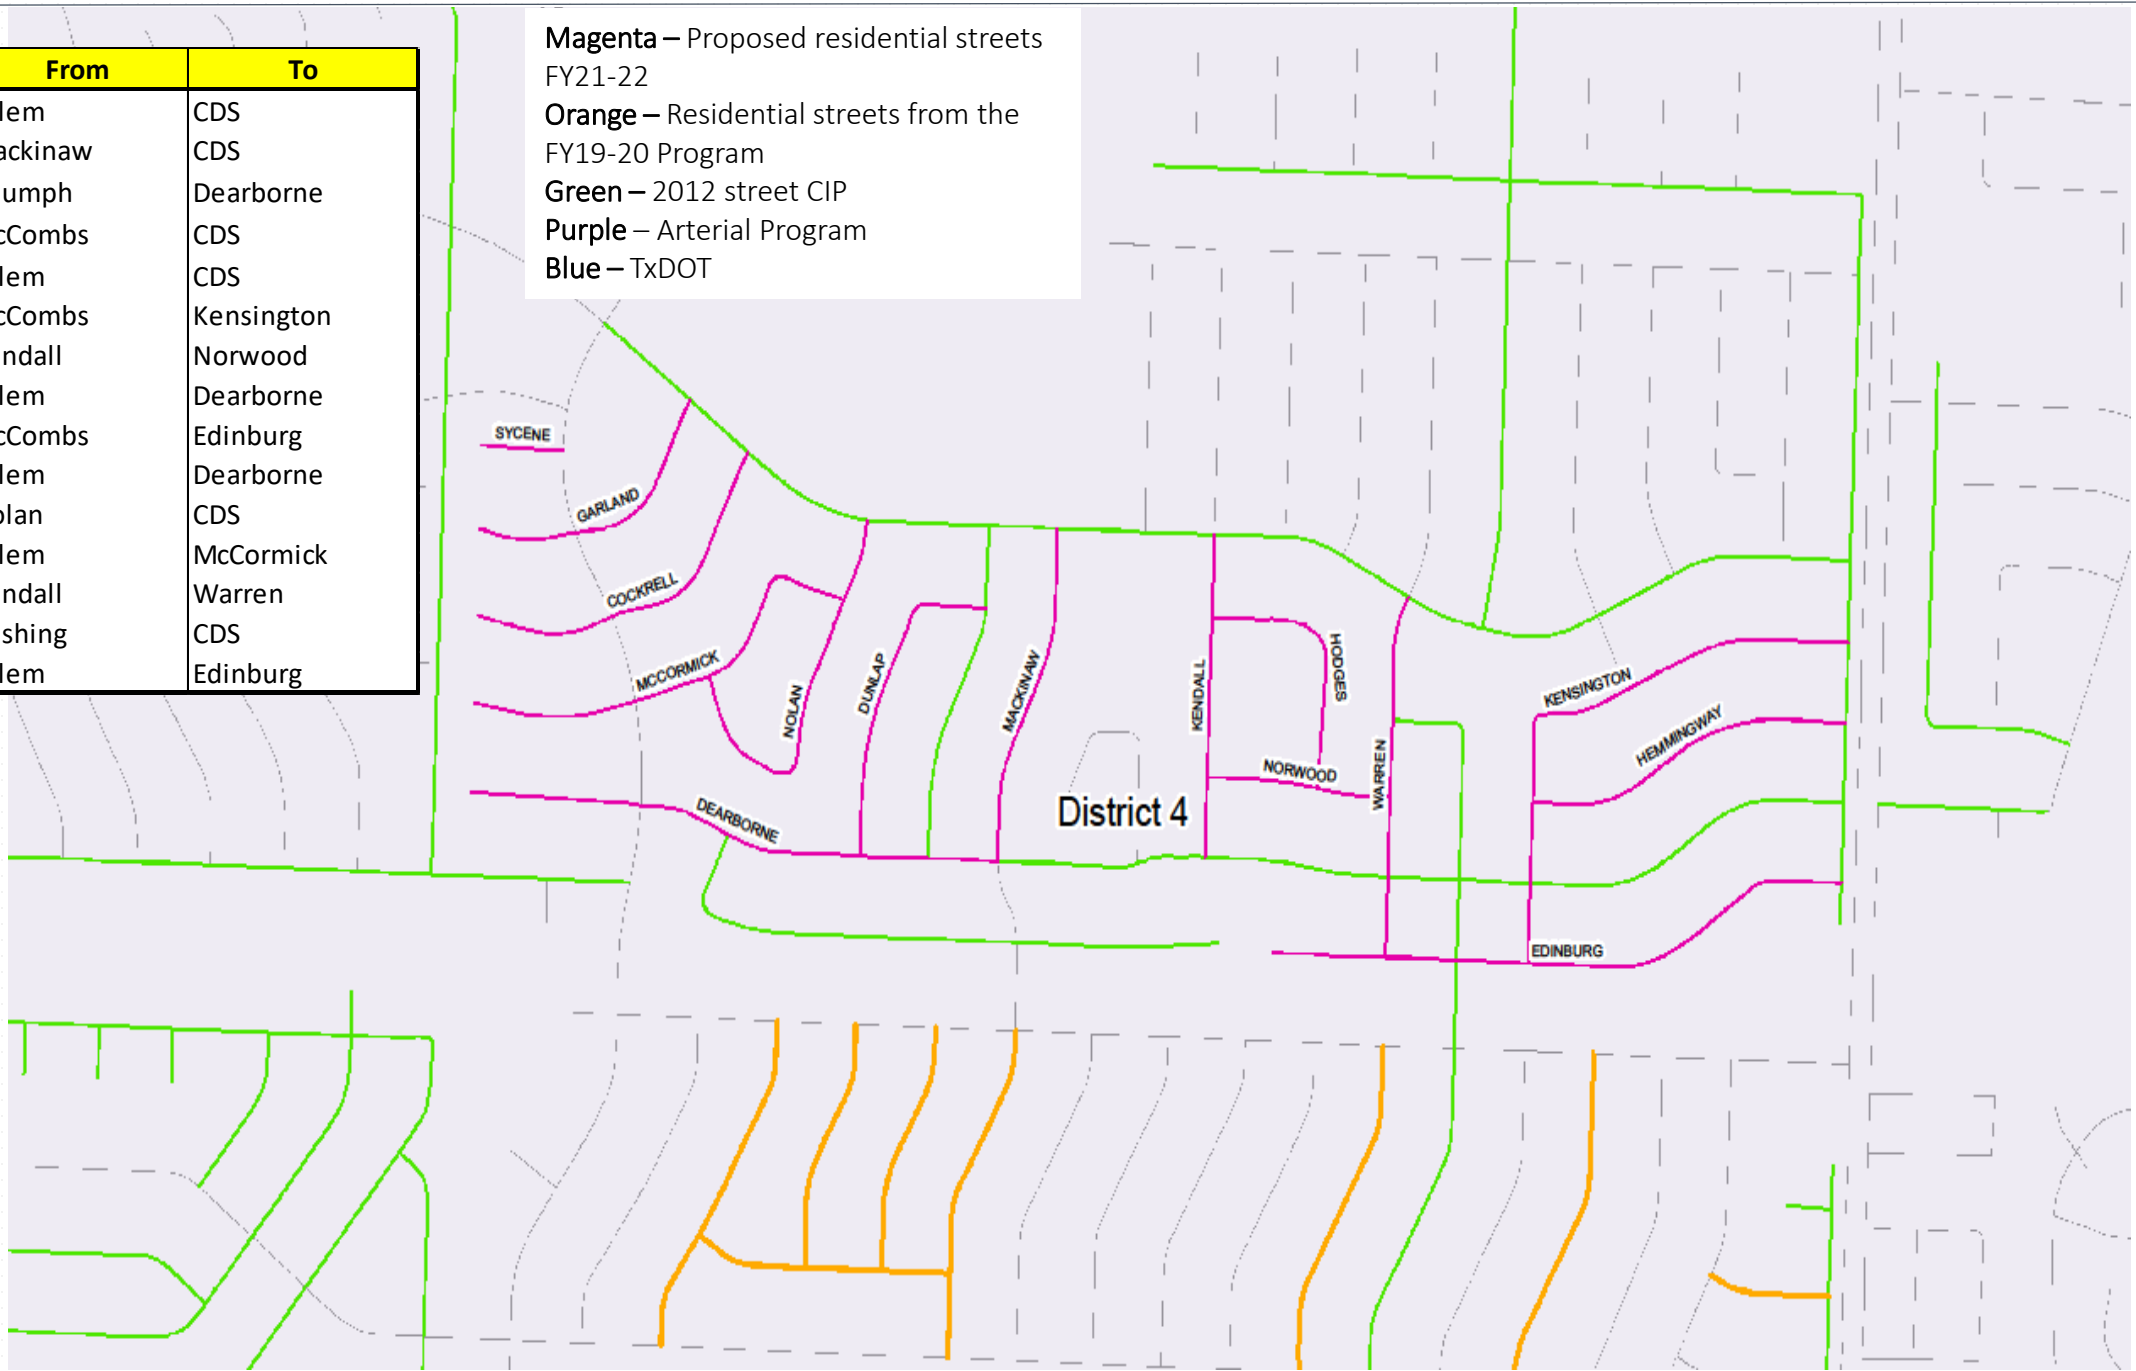 Magenta – Proposed residential streets
FY21-22
Orange – Residential streets from the
FY19-20 Program
Green – 2012 street CIP
Purple – Arterial Program
Blue – TxDOT
From To
lem CDS
ackinaw CDS
umph Dearborne
cCombs CDS
lem CDS
cCombs Kensington
ndall Norwood
lem Dearborne
cCombs Edinburg
lem Dearborne
olan CDS
lem McCormick
ndall Warren
shing CDS
lem Edinburg
SYCENE
GARLAND
COCKRELL
MCCORMICK
NOLAN
DUNLAP
MACKINAW
KENDALL
HODGES
NORWOOD
WARREN
KENSINGTON
HEMMINGWAY
DEARBORNE
District 4
EDINBURG